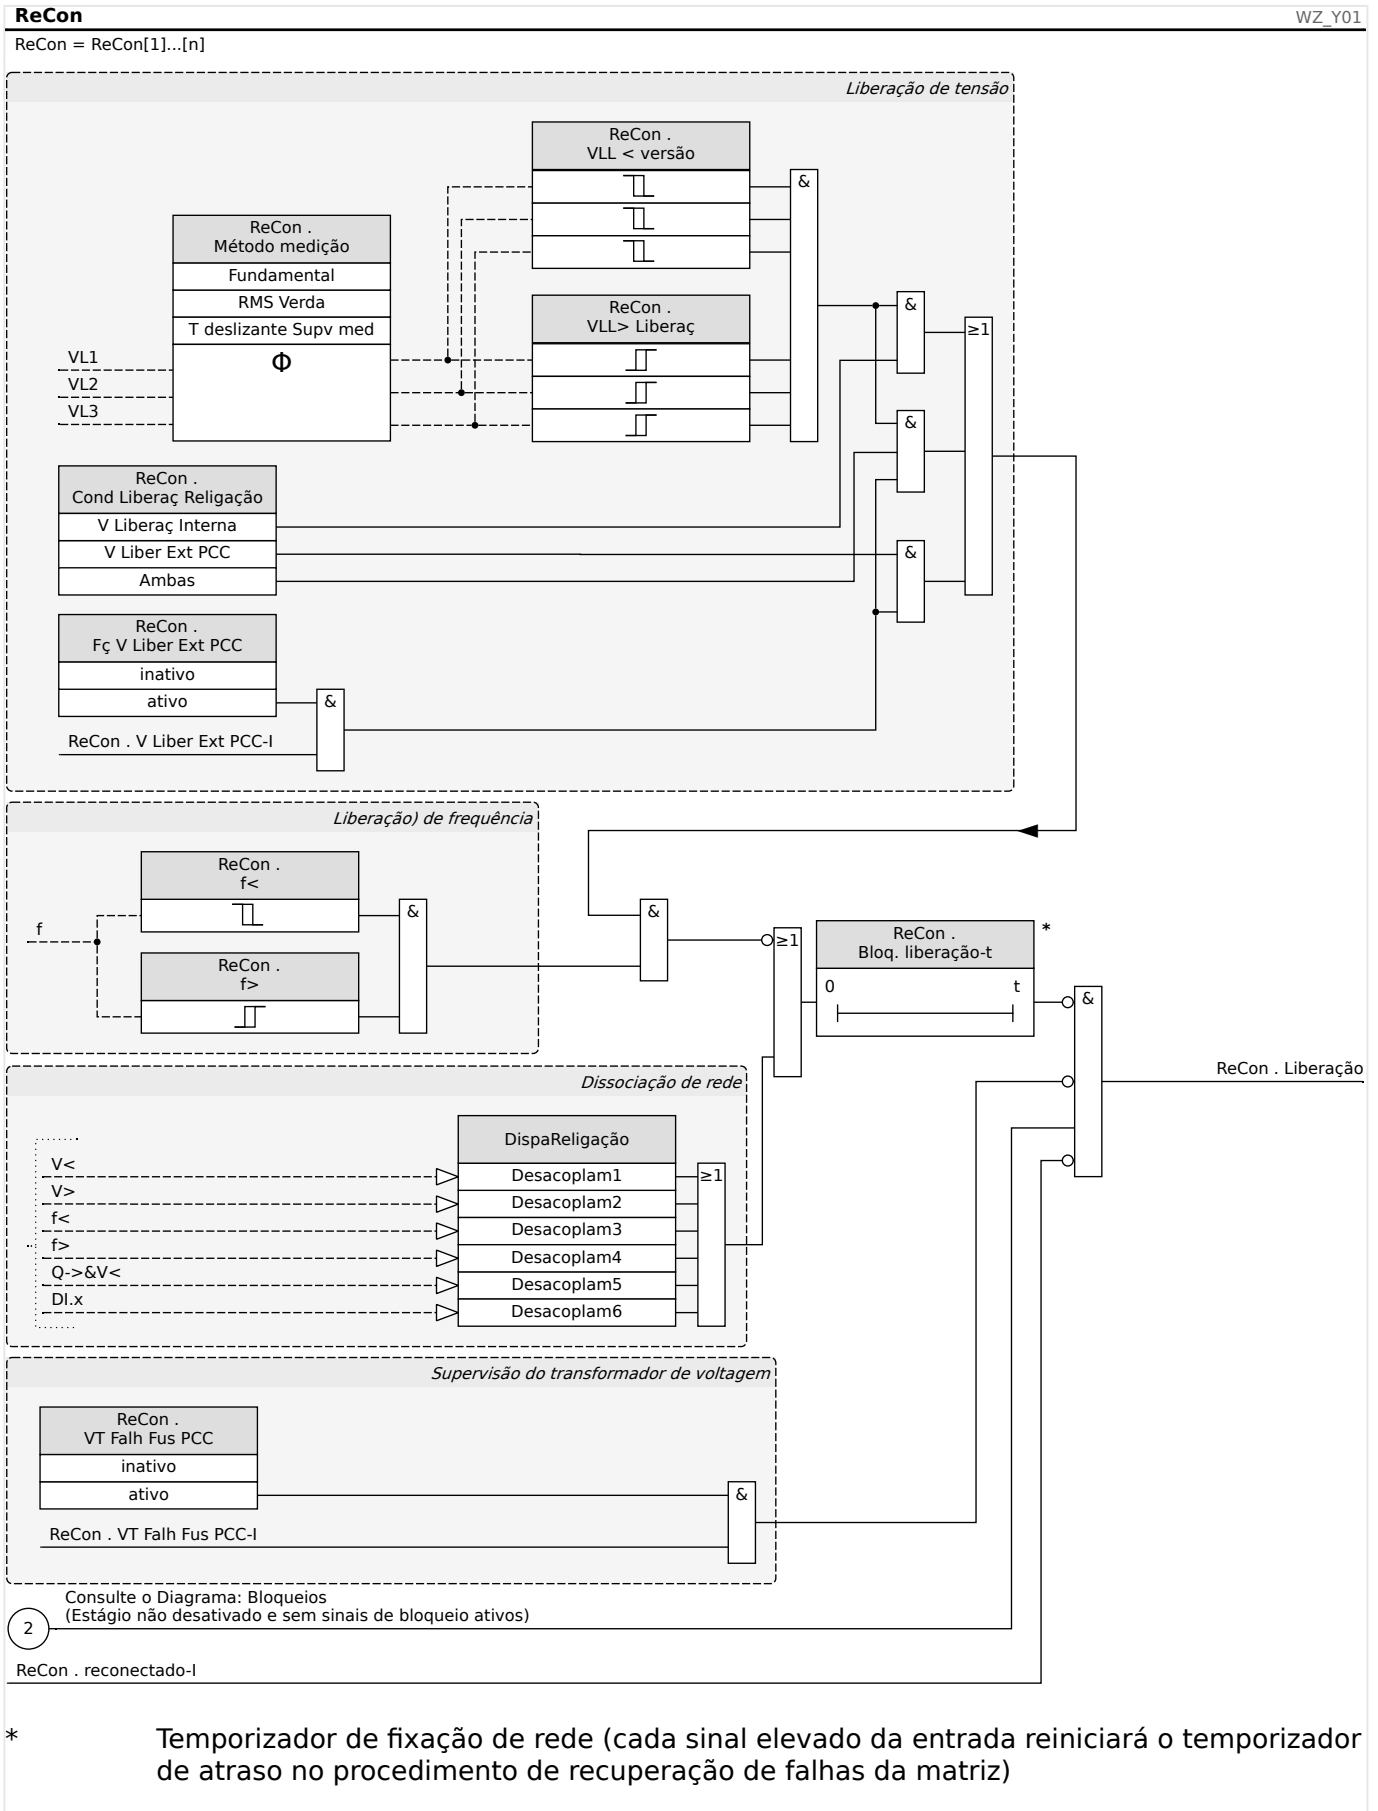 ReCon
WZ_Y01
ReCon = ReCon[1]...[n]
Liberação de tensão
ReCon .
VLL < versão
&
ReCon .
Método medição
Fundamental
RMS Verda
T deslizante Supv med
Φ
VL1
VL2
VL3
ReCon .
VLL> Liberaç
&
≥1
&
ReCon .
Cond Liberaç Religação
V Liberaç Interna
V Liber Ext PCC
Ambas
&
ReCon .
Fç V Liber Ext PCC
inativo
ativo
&
ReCon . V Liber Ext PCC-I
Liberação) de frequência
ReCon .
f<
f
&
ReCon .
f>
&
≥1
ReCon .
Bloq. liberação-t
*
0 t
&
ReCon . Liberação
Dissociação de rede
DispaReligação
V<
V>
f<
f>
Q->&V<
DI.x
Desacoplam1
Desacoplam2
Desacoplam3
Desacoplam4
Desacoplam5
Desacoplam6
≥1
Supervisão do transformador de voltagem
ReCon .
VT Falh Fus PCC
inativo
ativo
&
ReCon . VT Falh Fus PCC-I
Consulte o Diagrama: Bloqueios
(Estágio não desativado e sem sinais de bloqueio ativos)
2
ReCon . reconectado-I
* Temporizador de fixação de rede (cada sinal elevado da entrada reiniciará o temporizador
de atraso no procedimento de recuperação de falhas da matriz)